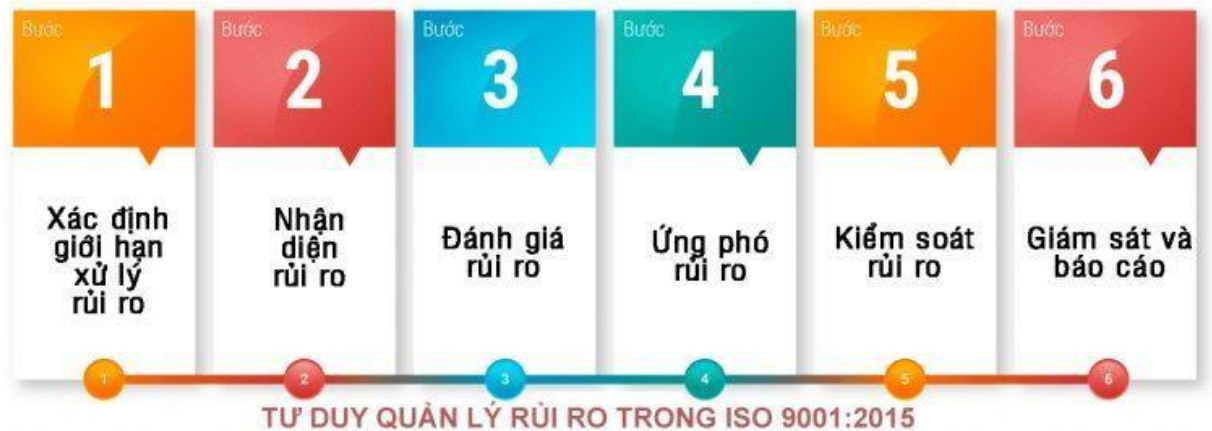 Bước
1
Xác định
giới hạn
xử lý
rủi ro
1
Bước
2
Nhận
diện
rủi ro
2
Bước
3
Đánh giá
rủi ro
3
Bước
4
Ứng phó
rủi ro
4
Bước
5
Kiểm soát
rủi ro
5
Bước
6
Giám sát và
báo cáo
6
TƯ DUY QUẢN LÝ RỦI RO TRONG ISO 9001:2015